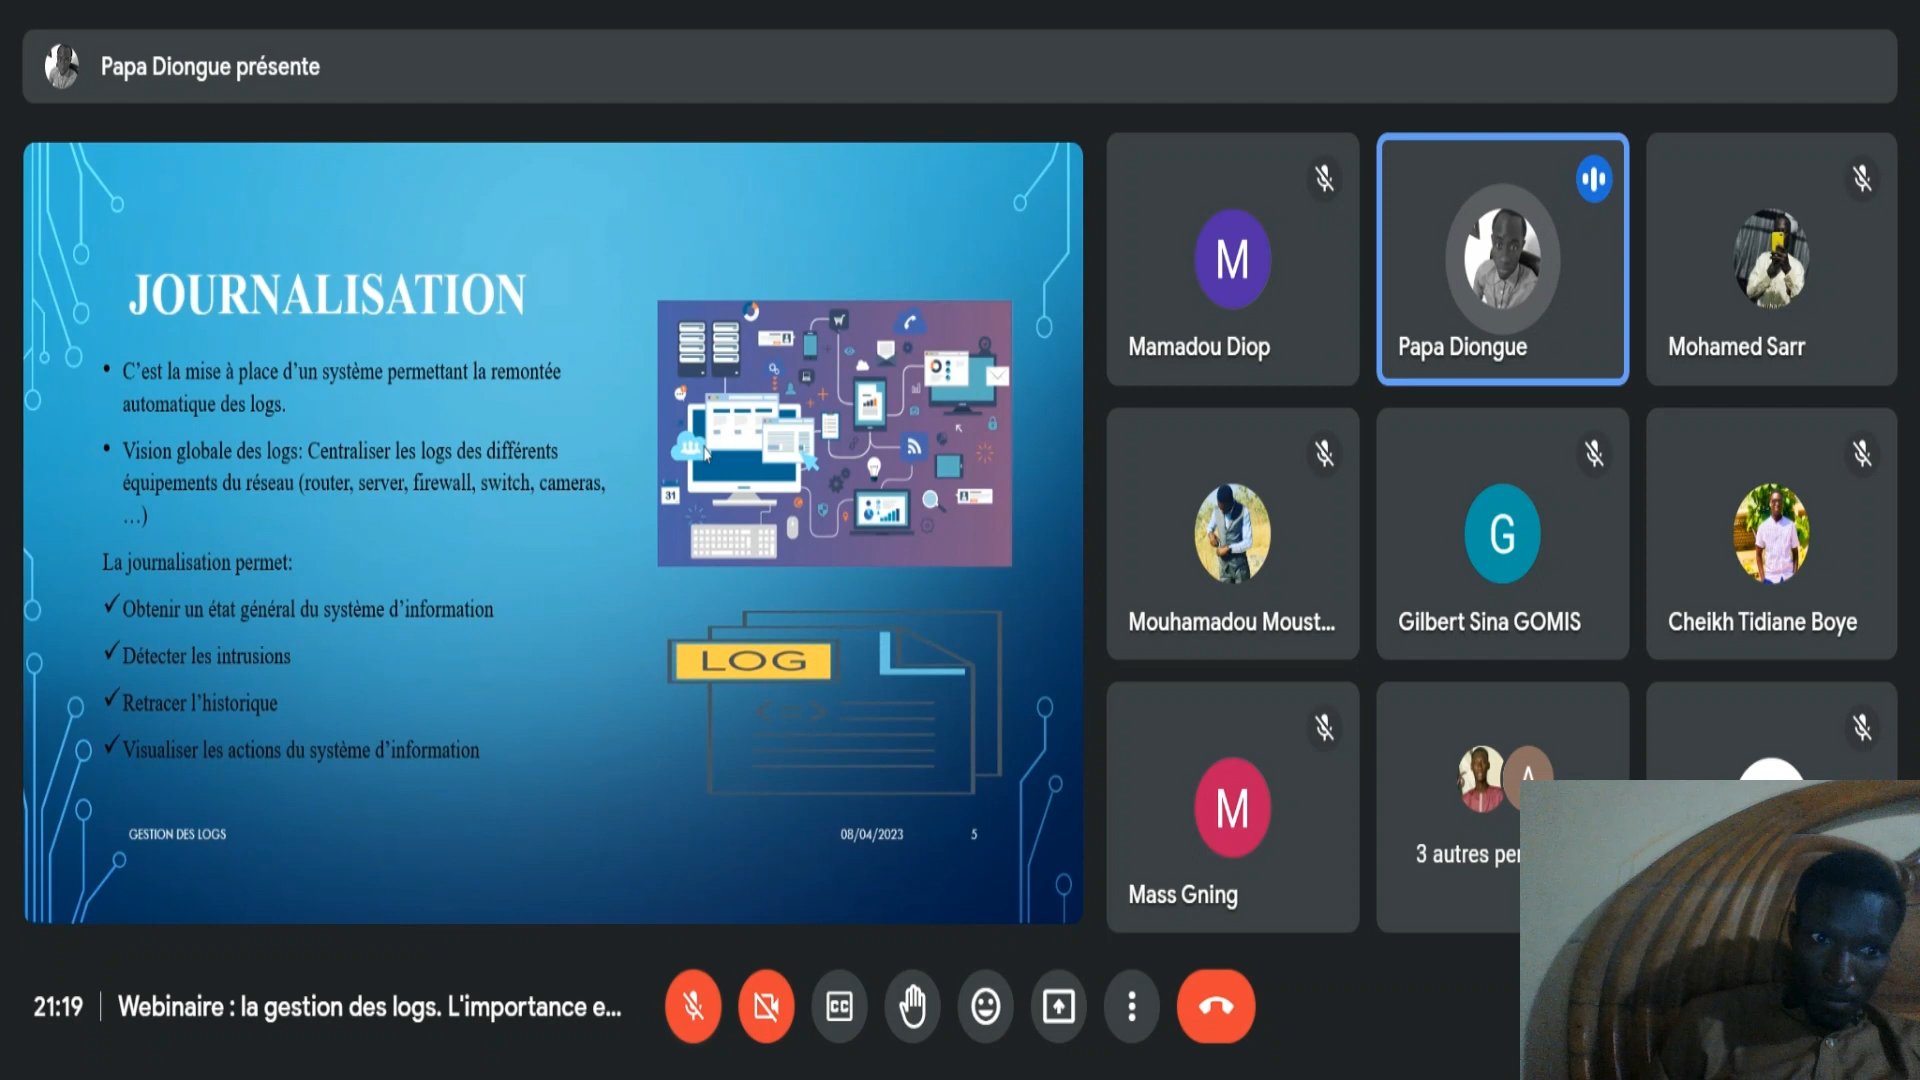 Papa Diongue présente
JOURNALISATION
• C'est la mise à place d'un système permettant la remontée
automatique des logs.
• Vision globale des logs: Centraliser les logs des différents
équipements du réseau (router, server, firewall, switch, cameras,
…)
La journalisation permet:
✓Obtenir un état général du système d'information
✓Détecter les intrusions
✓Retracer l'historique
✓Visualiser les actions du système d'information
31
LOG
GESTION DES LOGS
08/04/2023
5
M
Mamadou Diop
Papa Diongue
Mohamed Sarr
Mouhamadou Moust...
G
Gilbert Sina GOMIS
Cheikh Tidiane Boye
M
Mass Gning
A
3 autres per
21:19
Webinaire : la gestion des logs. L'importance e...
CC